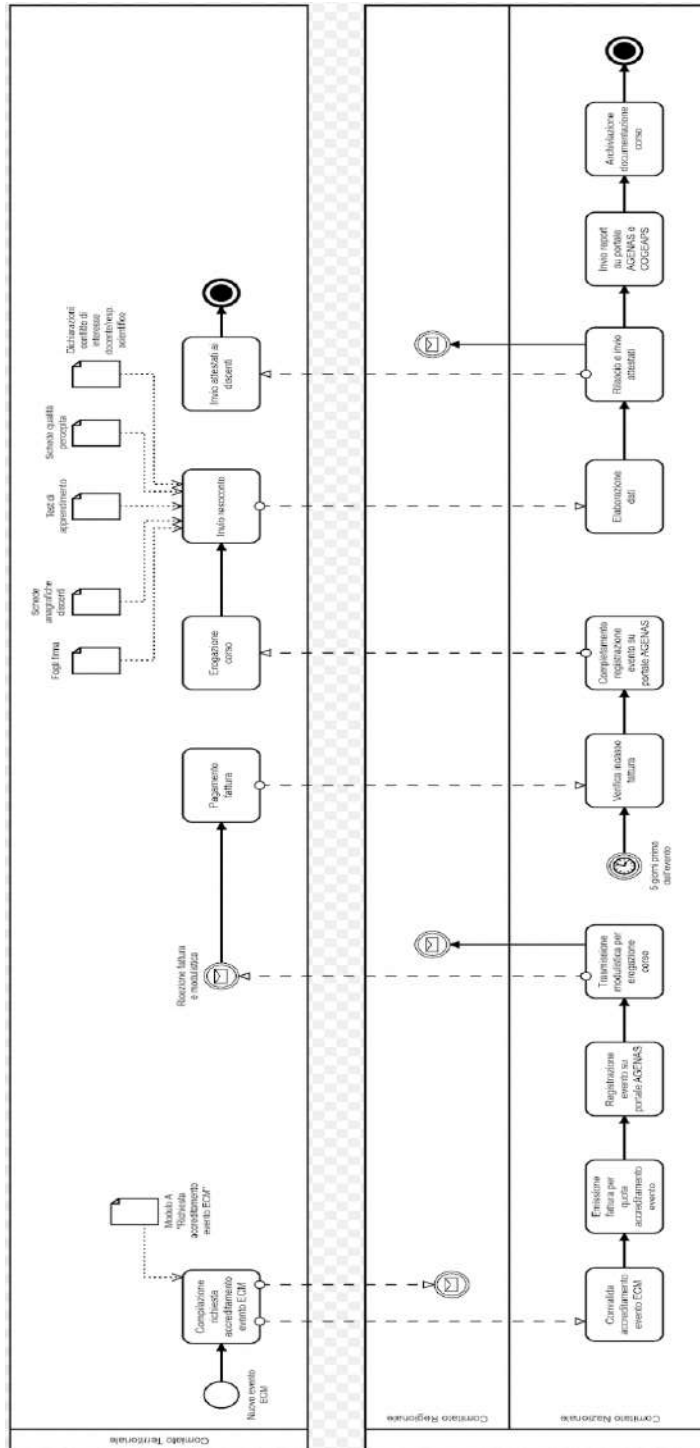 Comitato Territoriale
Nuovo evento
ECM
Compilazione
richiesta
accreditamento
evento ECM
Modulo A
"Richiesta
accreditamento
evento ECM"
Ricezione fattura
e modulistica
Pagamento
fattura
Erogazione
corso
Invio resoconto
Fogli firma
Schede
anagrafiche
discenti
Test di
apprendimento
Schede qualità
percepita
Dichiarazioni
conflitto di
interesse
docente/resp.
scientifico
Invio attestati ai
discenti
Comitato Regionale
Comitato Nazionale
Convalida
accreditamento
evento ECM
Emissione
fattura per
quota
accreditamento
evento
Registrazione
evento su
portale AGENAS
Trasmissione
modulistica per
erogazione
corso
5 giorni prima
dell'evento
Verifica incasso
fattura
Completamento
registrazione
evento su
portale AGENAS
Elaborazione
dati
Rilascio e invio
attestati
Invio report
su portale
AGENAS e
COGEAPS
Archiviazione
documentazione
corso